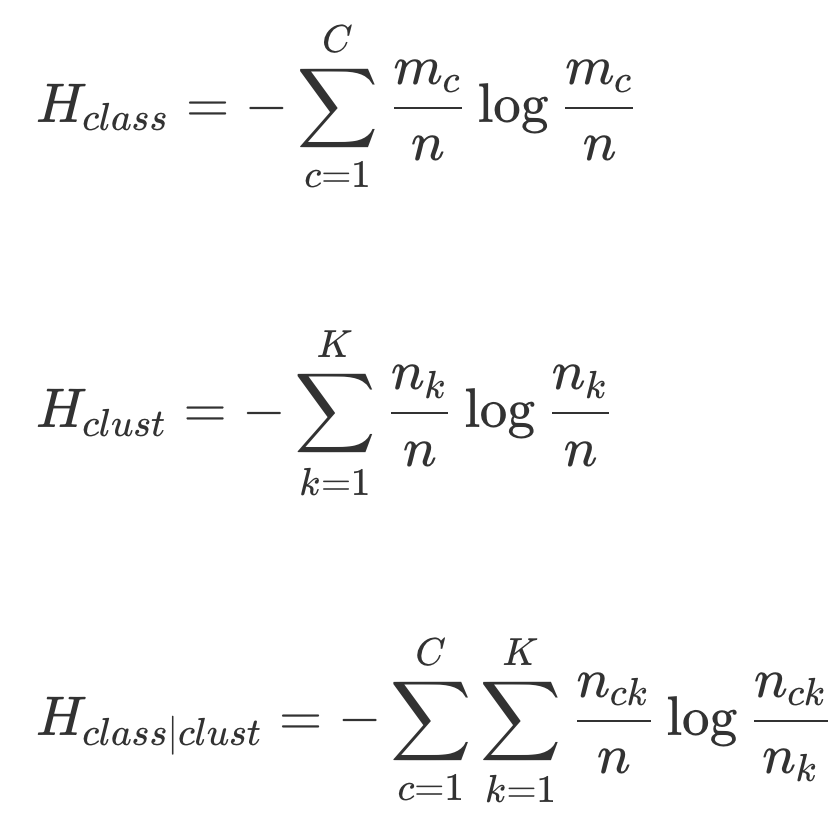 $H_{class} = -\sum_{c=1}^{C} \frac{m_c}{n} \log \frac{m_c}{n}$
$H_{clust} = -\sum_{k=1}^{K} \frac{n_k}{n} \log \frac{n_k}{n}$
$H_{class|clust} = -\sum_{c=1}^{C} \sum_{k=1}^{K} \frac{n_{ck}}{n} \log \frac{n_{ck}}{n_k}$